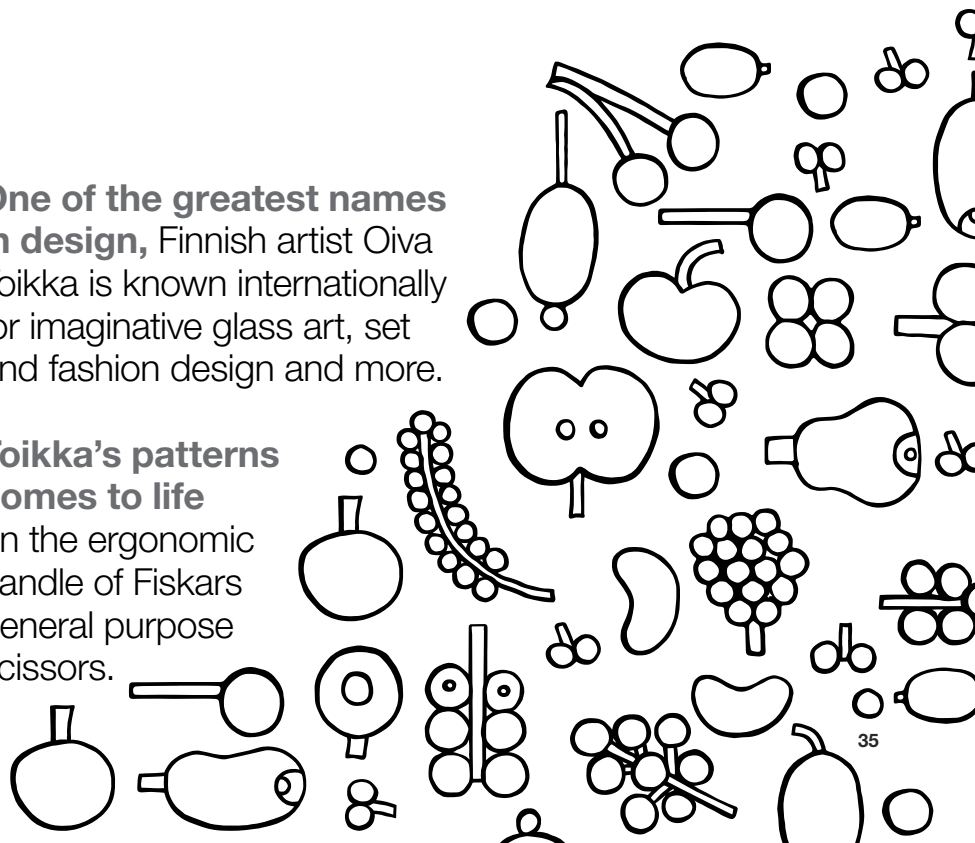 One of the greatest names
n design, Finnish artist Oiva
oikka is known internationally
or imaginative glass art, set
nd fashion design and more.
oikka's patterns
omes to life
n the ergonomic
andle of Fiskars
eneral purpose
cissors.
35